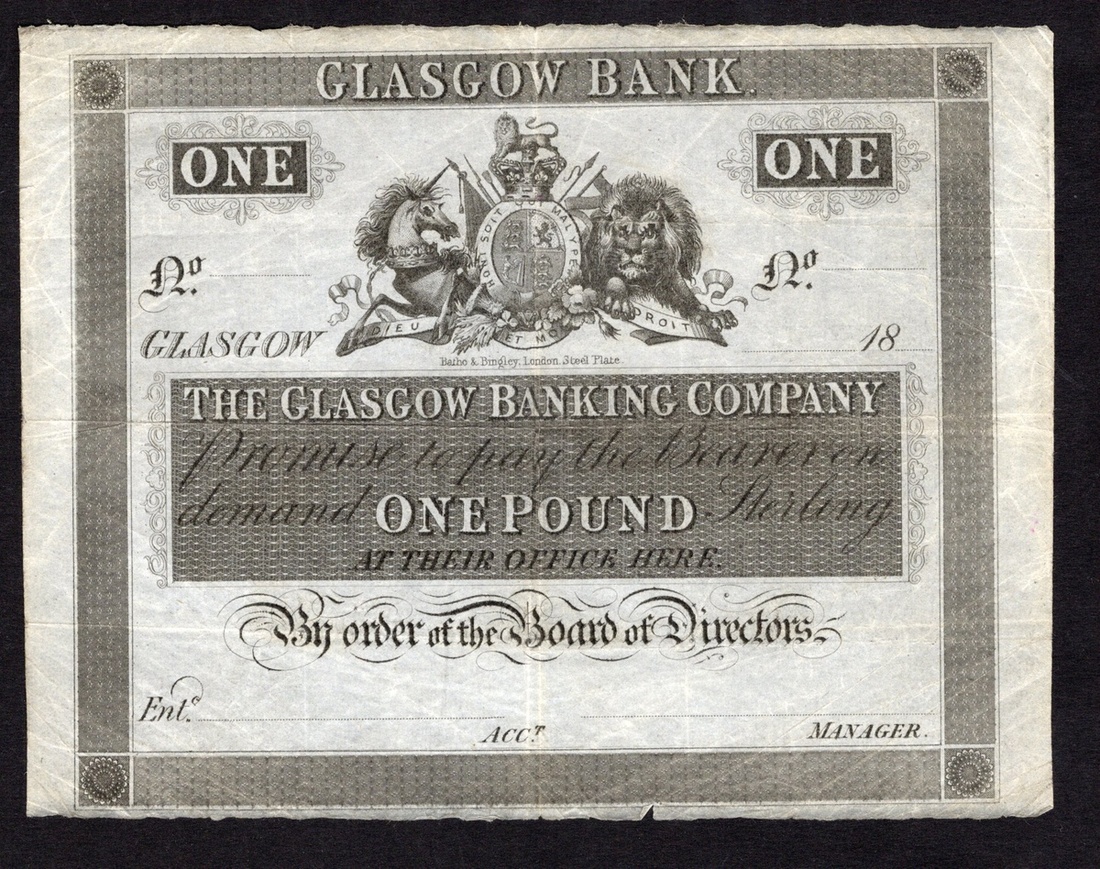 GLASGOW BANK.
ONE ONE
HONI SOIT QUI MAL Y PENSE
No. No.
DIEU ET MON DROIT
GLASGOW 18
Batho & Bingley, London. Steel Plate.
THE GLASGOW BANKING COMPANY
Promise to pay the Bearer on
demand ONE POUND Sterling
AT THEIR OFFICE HERE.
By order of the Board of Directors
Entd.
ACCT. MANAGER.